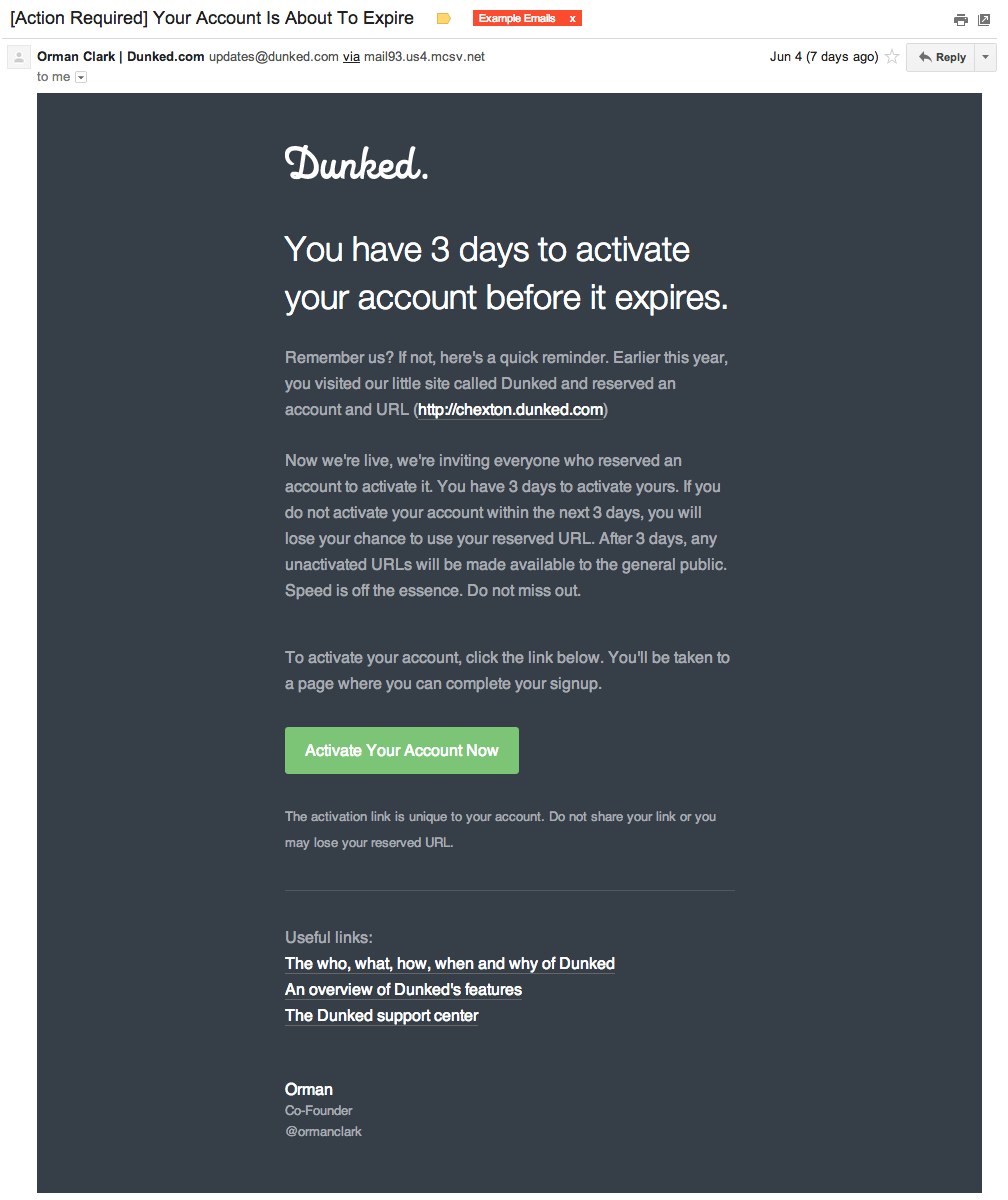 [Action Required] Your Account Is About To Expire
Example Emails x
Orman Clark | Dunked.com updates@dunked.com via mail93.us4.mcsv.net
Jun 4 (7 days ago)
Reply
to me
Dunked.
You have 3 days to activate
your account before it expires.
Remember us? If not, here's a quick reminder. Earlier this year,
you visited our little site called Dunked and reserved an
account and URL (http://chexton.dunked.com)
Now we're live, we're inviting everyone who reserved an
account to activate it. You have 3 days to activate yours. If you
do not activate your account within the next 3 days, you will
lose your chance to use your reserved URL. After 3 days, any
unactivated URLs will be made available to the general public.
Speed is off the essence. Do not miss out.
To activate your account, click the link below. You'll be taken to
a page where you can complete your signup.
Activate Your Account Now
The activation link is unique to your account. Do not share your link or you
may lose your reserved URL.
Useful links:
The who, what, how, when and why of Dunked
An overview of Dunked's features
The Dunked support center
Orman
Co-Founder
@ormanclark